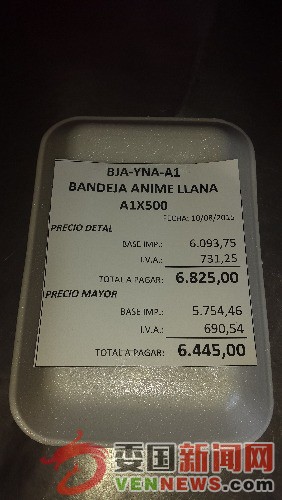 BJA-YNA-A1
BANDEJA ANIME LLANA
A1X500
FECHA: 10/08/2015
PRECIO DETAL
BASE IMP.: 6.093,75
I.V.A.: 731,25
TOTAL A PAGAR: 6.825,00
PRECIO MAYOR
BASE IMP.: 5.754,46
I.V.A.: 690,54
TOTAL A PAGAR: 6.445,00
委国新闻网
VENNEWS.COM